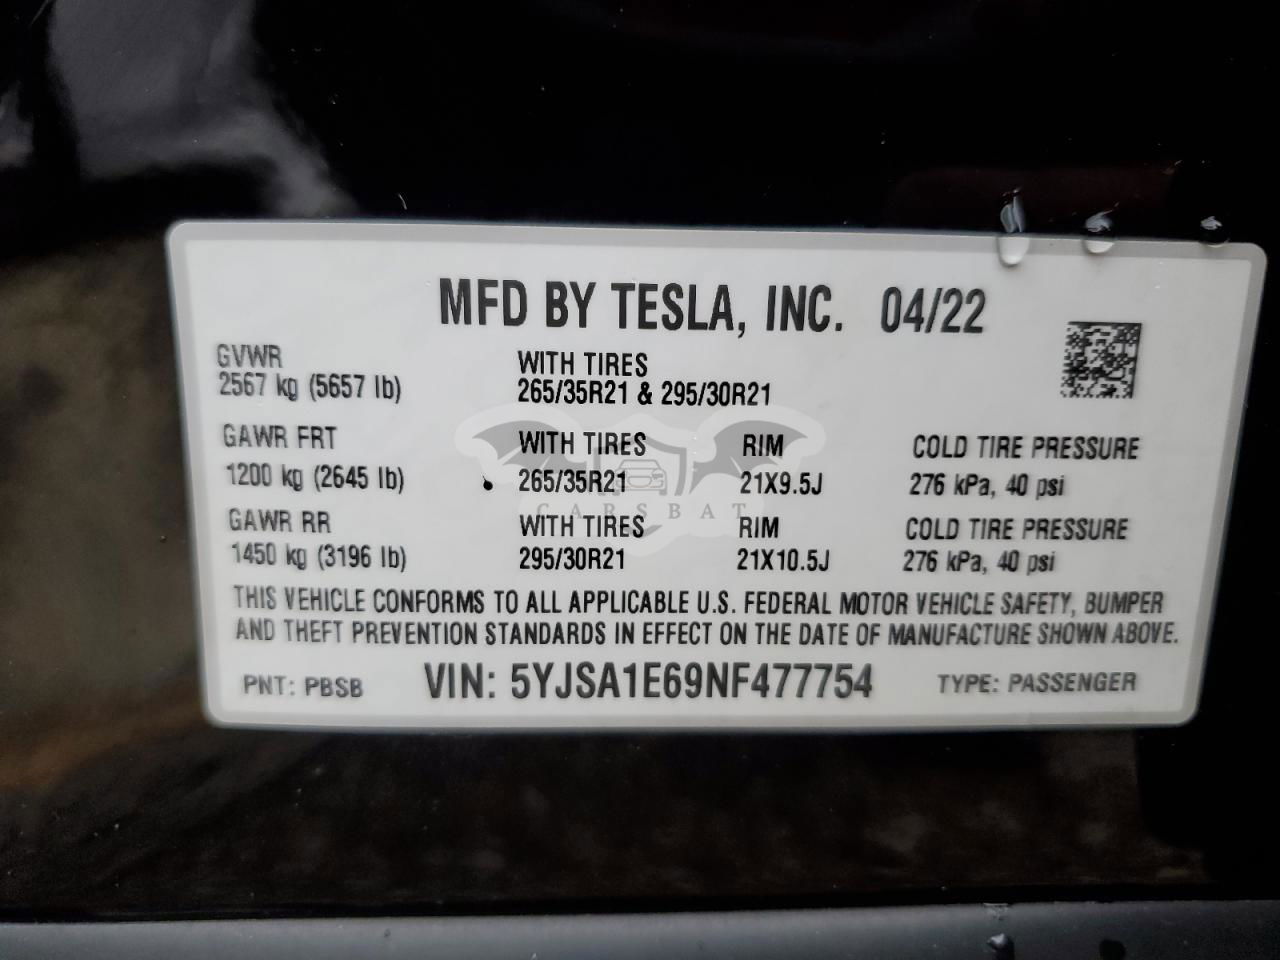 MFD BY TESLA, INC. 04/22
GVWR WITH TIRES
2567 kg (5657 lb) 265/35R21 & 295/30R21
GAWR FRT WITH TIRES RIM COLD TIRE PRESSURE
1200 kg (2645 lb) 265/35R21 21X9.5J 276 kPa, 40 psi
CARSBAT
GAWR RR WITH TIRES RIM COLD TIRE PRESSURE
1450 kg (3196 lb) 295/30R21 21X10.5J 276 kPa, 40 psi
THIS VEHICLE CONFORMS TO ALL APPLICABLE U.S. FEDERAL MOTOR VEHICLE SAFETY, BUMPER
AND THEFT PREVENTION STANDARDS IN EFFECT ON THE DATE OF MANUFACTURE SHOWN ABOVE.
PNT: PBSB VIN: 5YJSA1E69NF477754 TYPE: PASSENGER